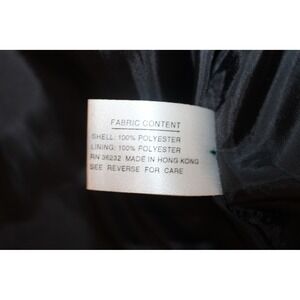 FABRIC CONTENT
SHELL: 100% POLYESTER
LINING: 100% POLYESTER
RN 36232 MADE IN HONG KONG
SEE REVERSE FOR CARE